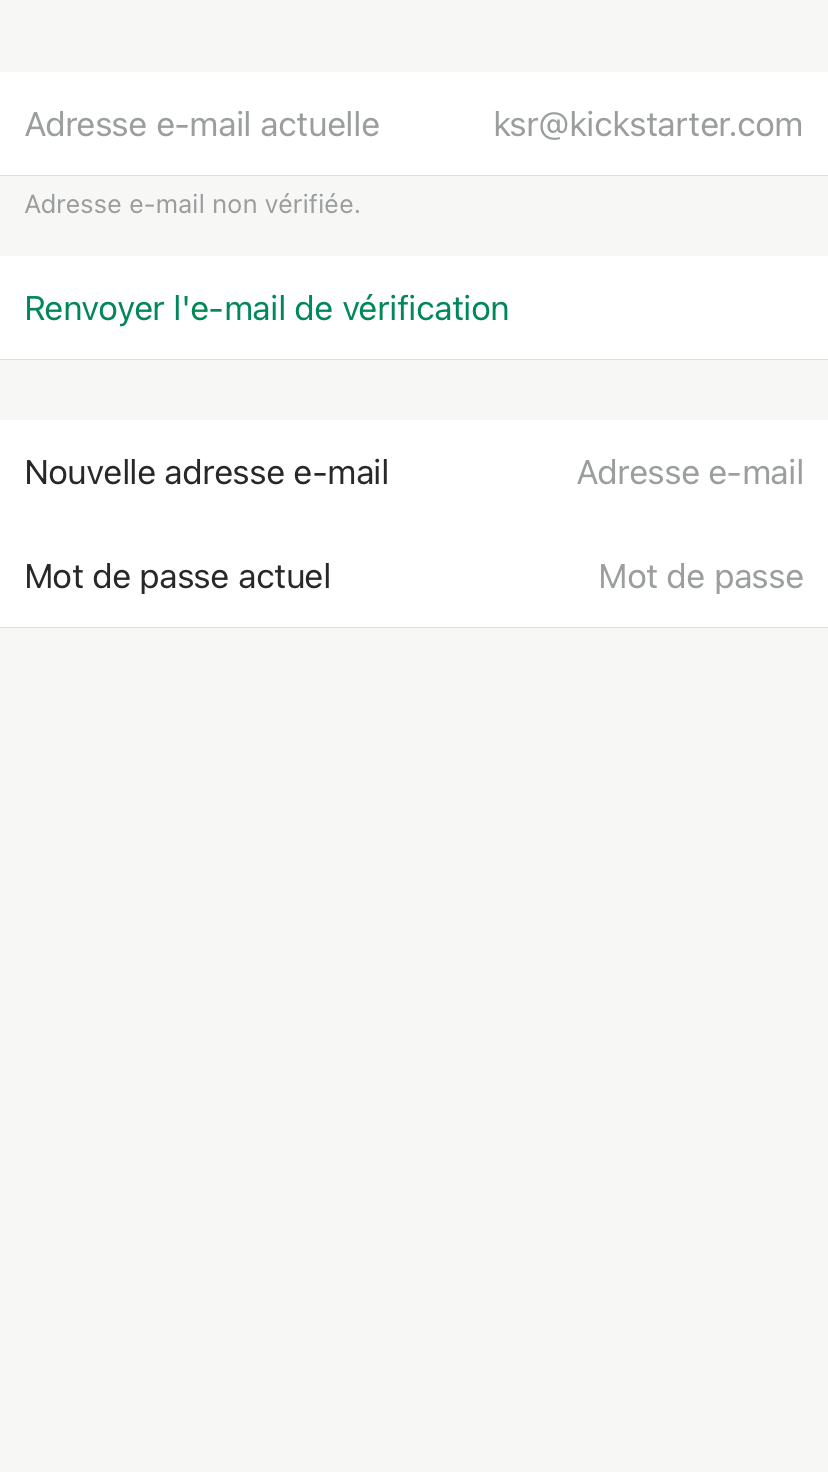 Adresse e-mail actuelle ksr@kickstarter.com
Adresse e-mail non vérifiée.
Renvoyer l'e-mail de vérification
Nouvelle adresse e-mail Adresse e-mail
Mot de passe actuel Mot de passe